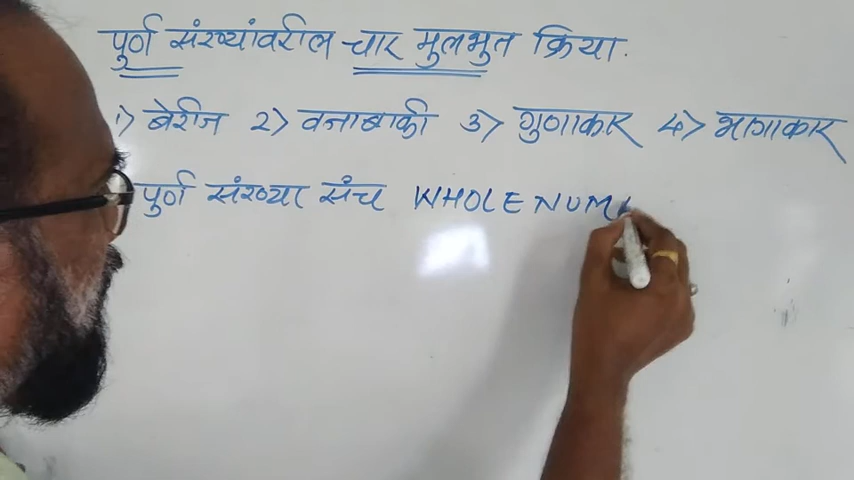 पुर्ण संख्यांवरील चार मुलभुत क्रिया.
1> बेरीज 2> वजाबाकी 3> गुणाकार 4> भागाकार
पुर्ण संख्या संच WHOLE NUM